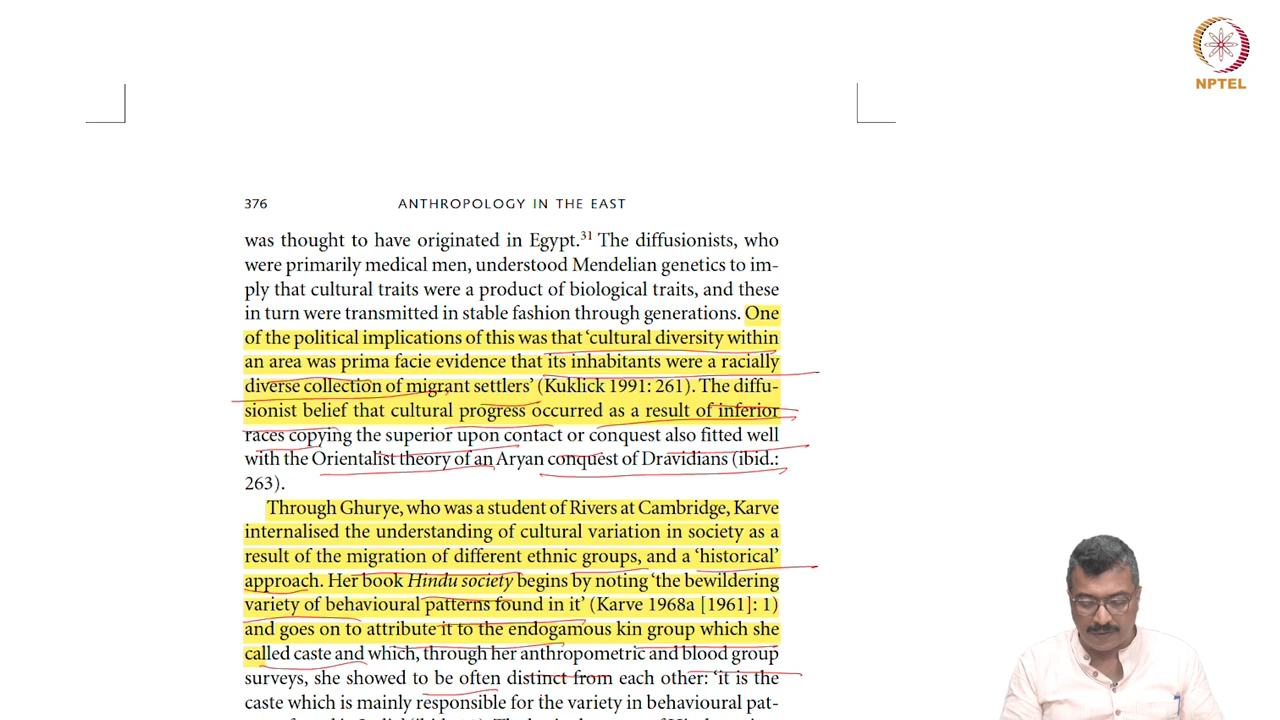 NPTEL
376 ANTHROPOLOGY IN THE EAST
was thought to have originated in Egypt.31 The diffusionists, who
were primarily medical men, understood Mendelian genetics to im-
ply that cultural traits were a product of biological traits, and these
in turn were transmitted in stable fashion through generations. One
of the political implications of this was that ‘cultural diversity within
an area was prima facie evidence that its inhabitants were a racially
diverse collection of migrant settlers’ (Kuklick 1991: 261). The diffu-
sionist belief that cultural progress occurred as a result of inferior
races copying the superior upon contact or conquest also fitted well
with the Orientalist theory of an Aryan conquest of Dravidians (ibid.:
263).
Through Ghurye, who was a student of Rivers at Cambridge, Karve
internalised the understanding of cultural variation in society as a
result of the migration of different ethnic groups, and a ‘historical’
approach. Her book Hindu society begins by noting ‘the bewildering
variety of behavioural patterns found in it’ (Karve 1968a [1961]: 1)
and goes on to attribute it to the endogamous kin group which she
called caste and which, through her anthropometric and blood group
surveys, she showed to be often distinct from each other: ‘it is the
caste which is mainly responsible for the variety in behavioural pat-